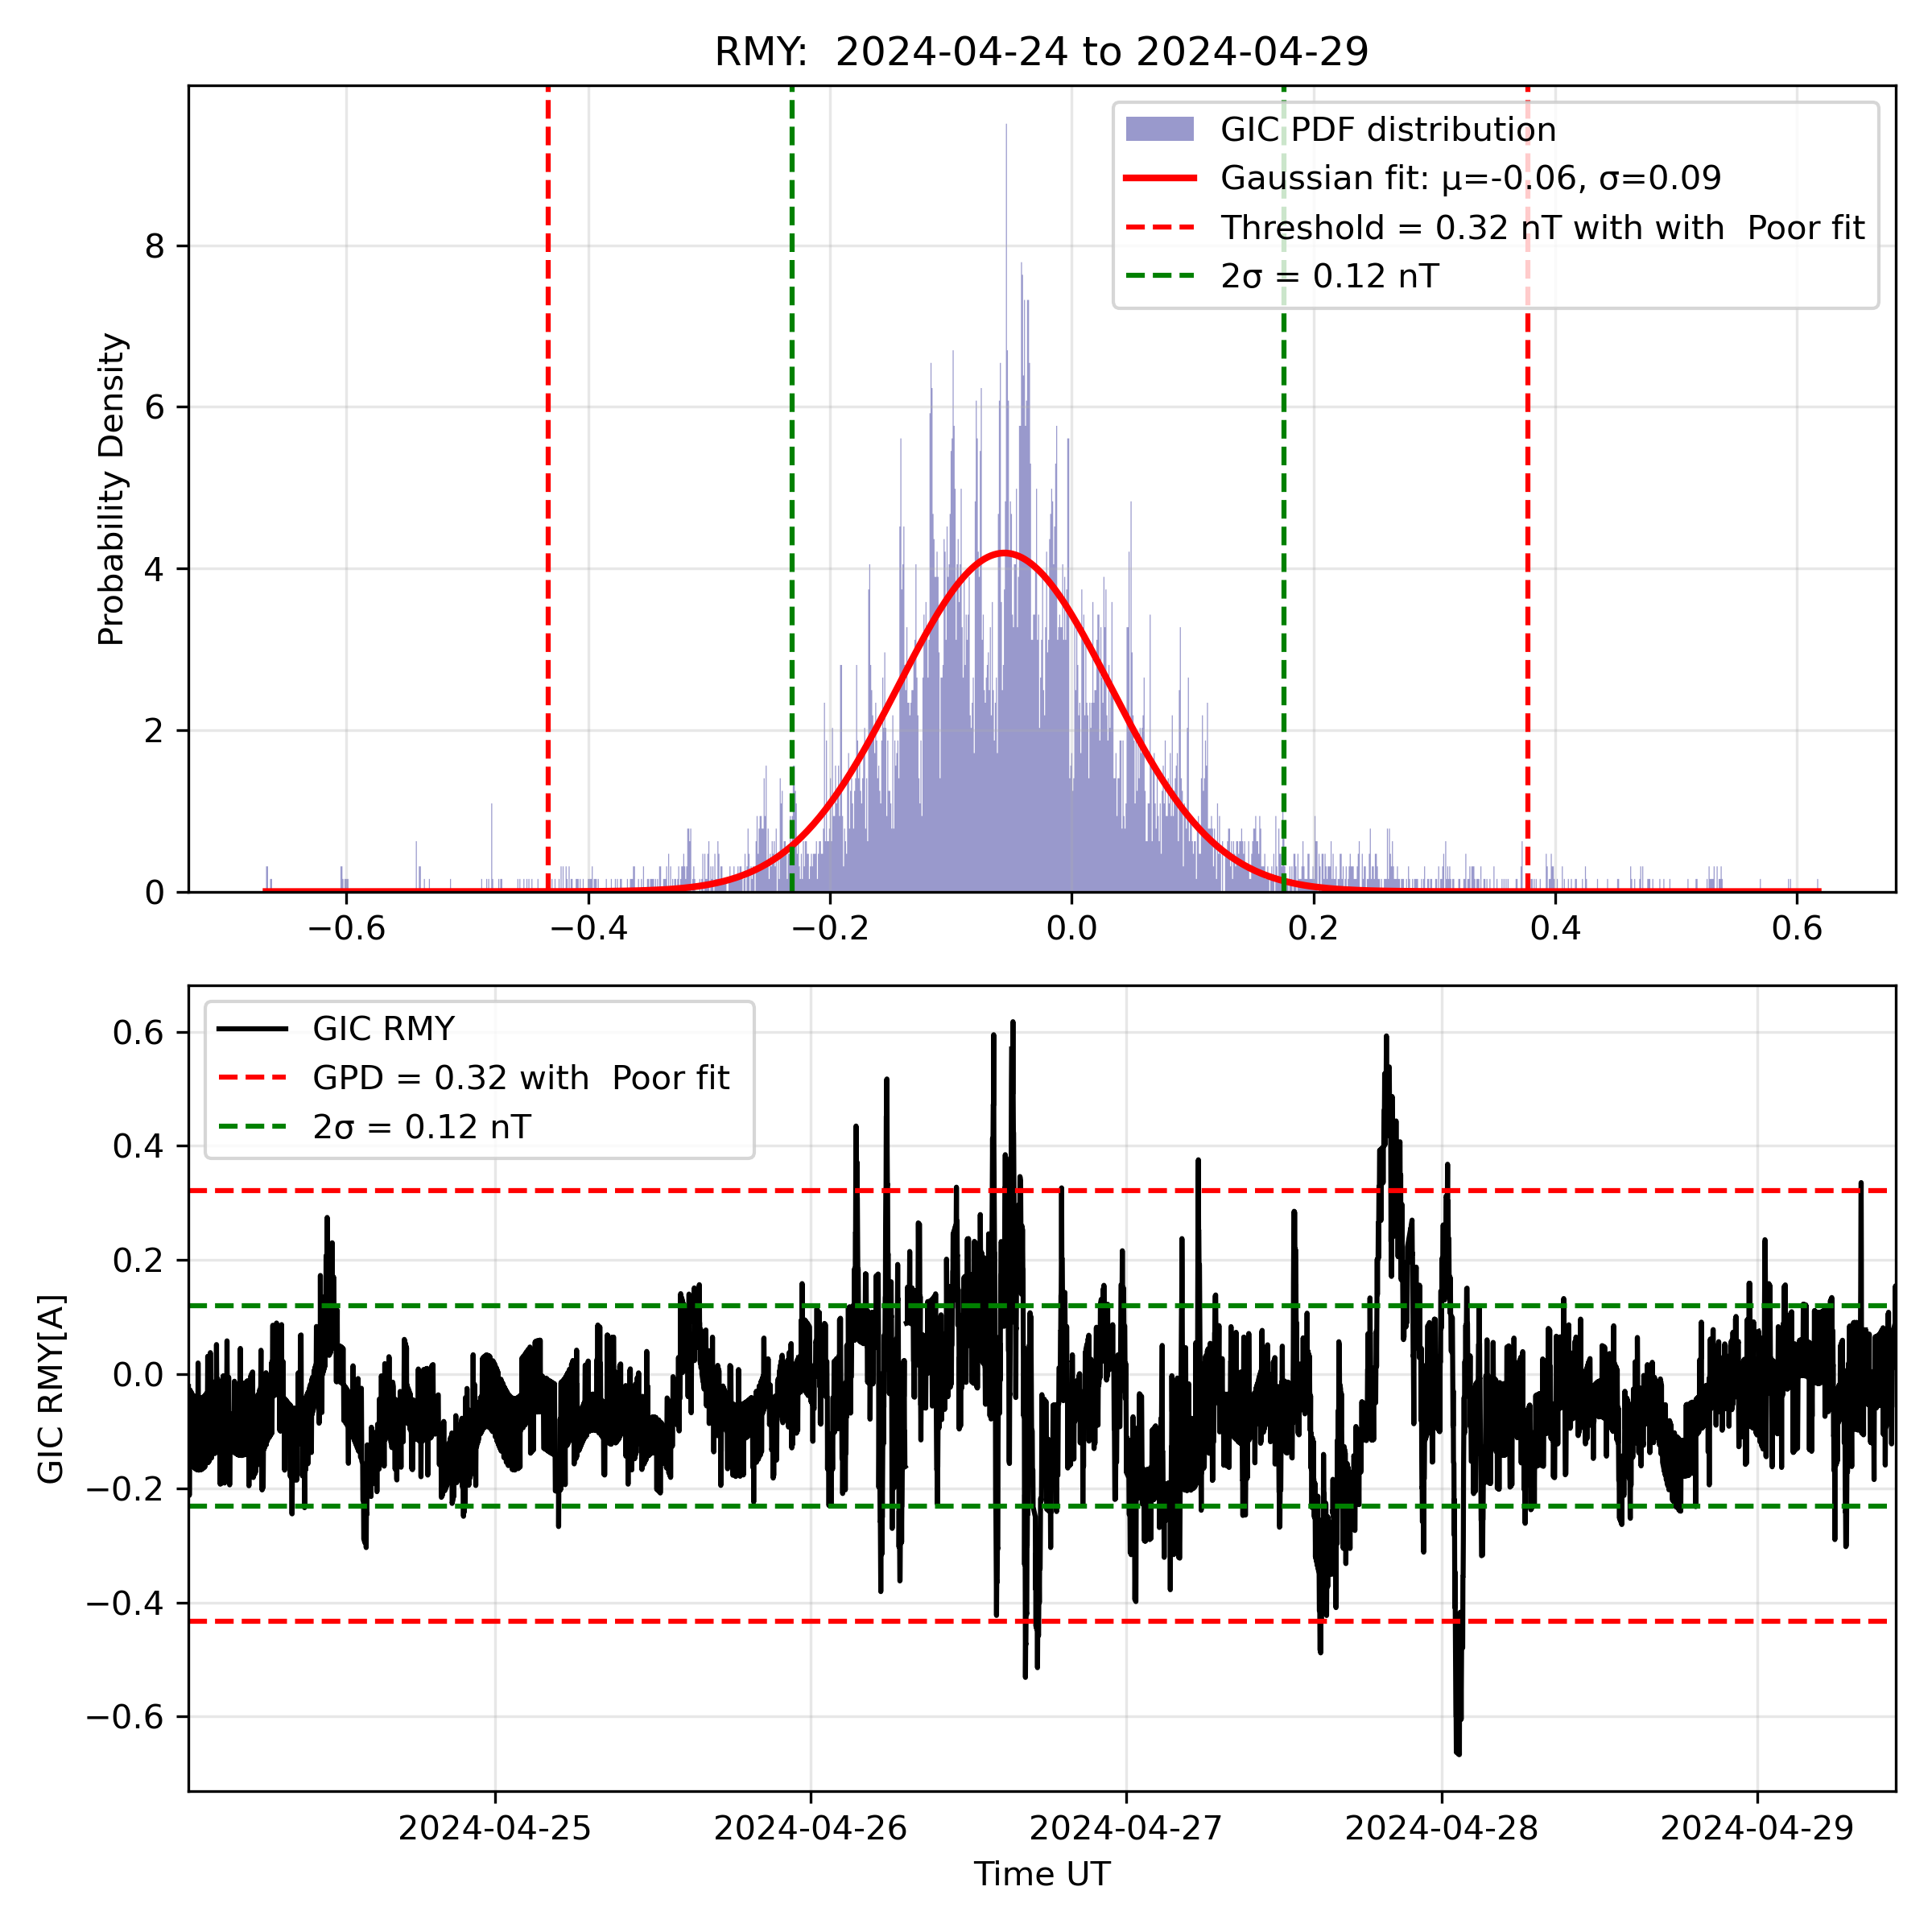 RMY:  2024-04-24 to 2024-04-29
GIC PDF distribution
Gaussian fit: μ=-0.06, σ=0.09
Threshold = 0.32 nT with with  Poor fit
2σ = 0.12 nT
Probability Density
8
6
4
2
0
−0.6
−0.4
−0.2
0.0
0.2
0.4
0.6
GIC RMY
GPD = 0.32 with  Poor fit
2σ = 0.12 nT
GIC RMY[A]
0.6
0.4
0.2
0.0
−0.2
−0.4
−0.6
2024-04-25
2024-04-26
2024-04-27
2024-04-28
2024-04-29
Time UT